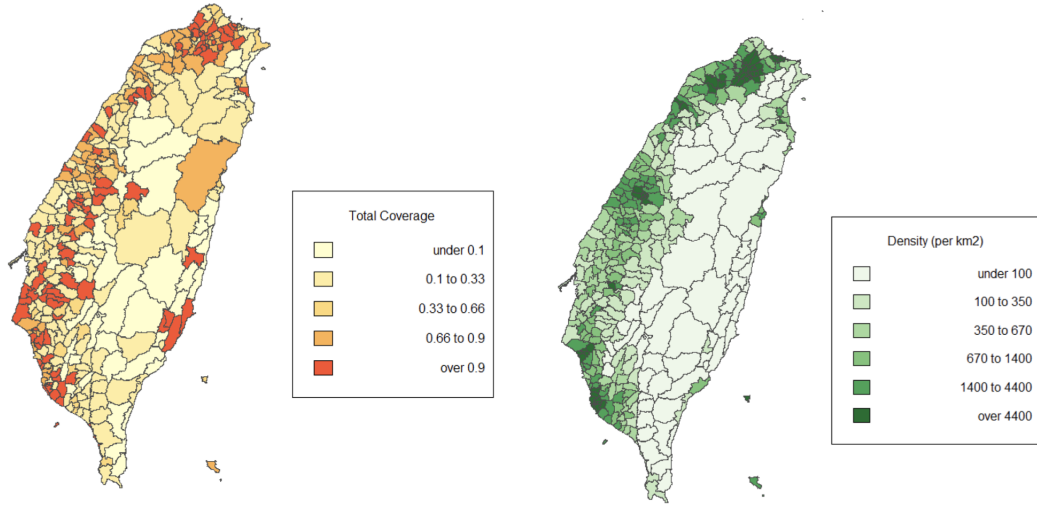 Total Coverage
under 0.1
0.1 to 0.33
0.33 to 0.66
0.66 to 0.9
over 0.9
Density (per km2)
under 100
100 to 350
350 to 670
670 to 1400
1400 to 4400
over 4400